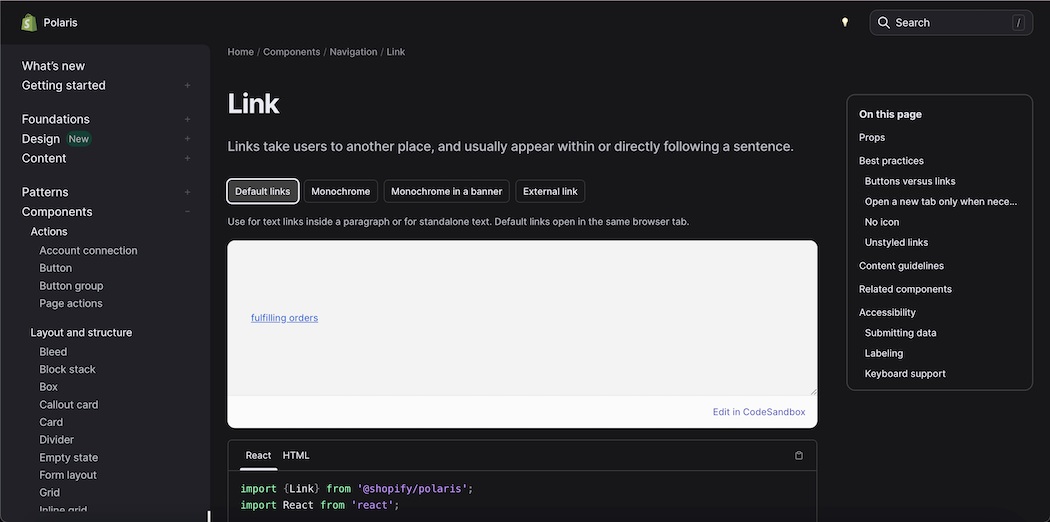 Polaris
Search
/
What's new
Getting started
Foundations
Design New
Content
Patterns
Components
Actions
Account connection
Button
Button group
Page actions
Layout and structure
Bleed
Block stack
Box
Callout card
Card
Divider
Empty state
Form layout
Grid
Inline grid
Home / Components / Navigation / Link
Link
Links take users to another place, and usually appear within or directly following a sentence.
Default links
Monochrome
Monochrome in a banner
External link
Use for text links inside a paragraph or for standalone text. Default links open in the same browser tab.
fulfilling orders
Edit in CodeSandbox
React HTML
import {Link} from '@shopify/polaris';
import React from 'react';
On this page
Props
Best practices
Buttons versus links
Open a new tab only when nece...
No icon
Unstyled links
Content guidelines
Related components
Accessibility
Submitting data
Labeling
Keyboard support